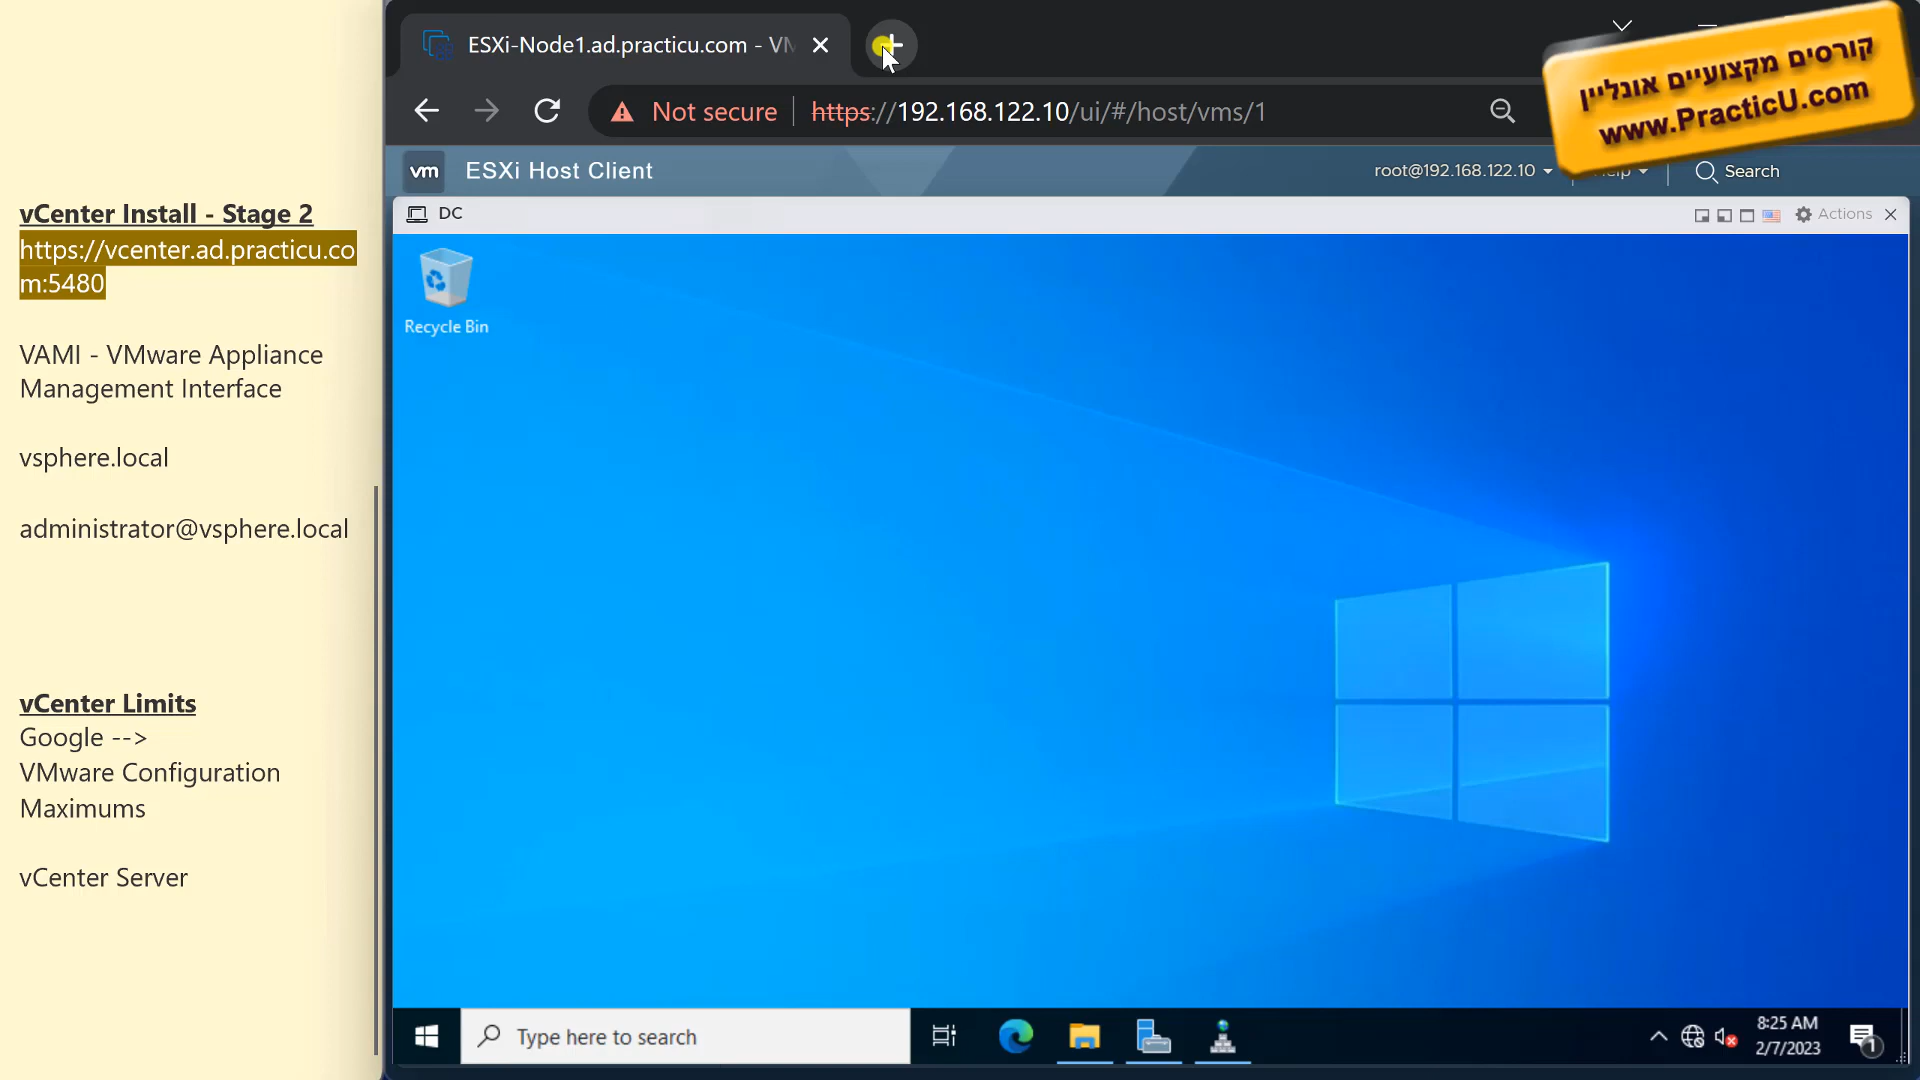 vCenter Install - Stage 2
https://vcenter.ad.practicu.co
m:5480
VAMI - VMware Appliance
Management Interface
vsphere.local
administrator@vsphere.local
vCenter Limits
Google -->
VMware Configuration
Maximums
vCenter Server
ESXi-Node1.ad.practicu.com - VM
Not secure
https://192.168.122.10/ui/#/host/vms/1
קורסים מקצועיים אונליין
www.PracticU.com
vm
ESXi Host Client
root@192.168.122.10
Help
Search
DC
Actions
Recycle Bin
Type here to search
8:25 AM
2/7/2023
1